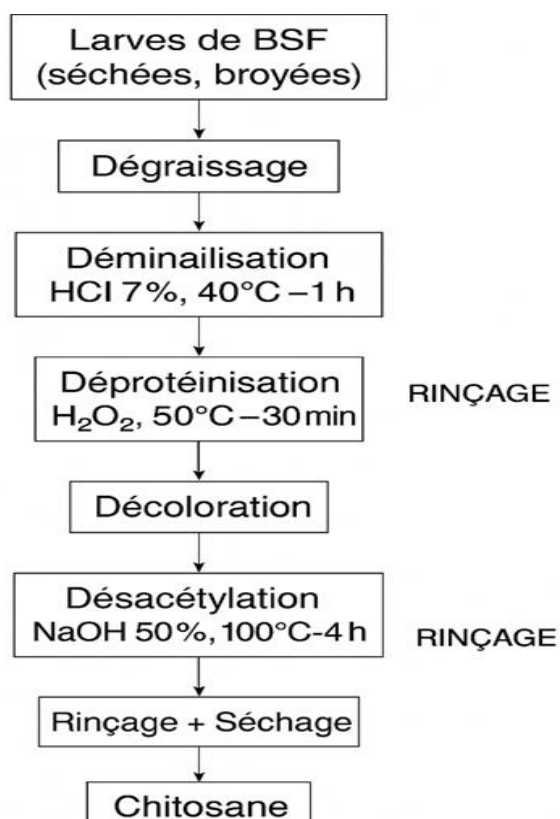 Larves de BSF
(séchées, broyées)
Dégraissage
Déminailisation
HCl 7%, 40°C–1 h
Déprotéinisation
H₂O₂, 50°C–30 min
RINÇAGE
Décoloration
Désacétylation
NaOH 50%, 100°C-4 h
RINÇAGE
Rinçage + Séchage
Chitosane